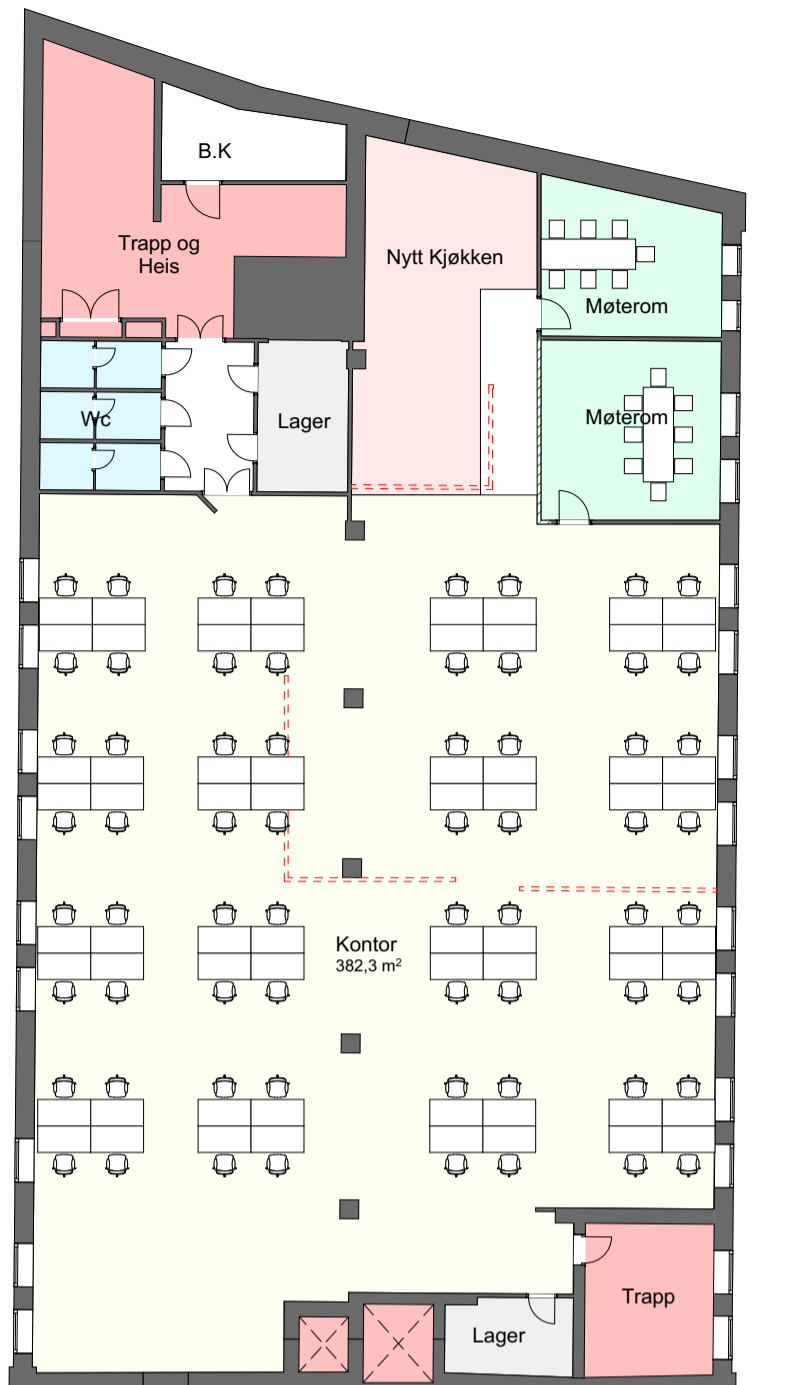 B.K
Trapp og
Heis
Nytt Kjøkken
Møterom
Wc
Lager
Møterom
Kontor
382,3 m²
Trapp
Lager